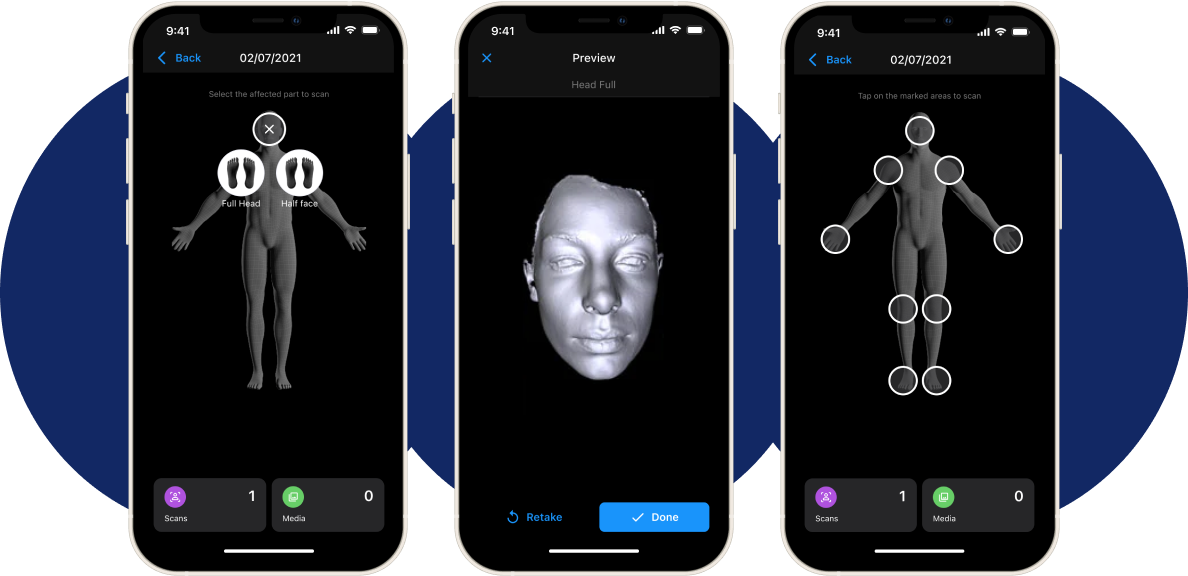 9:41
Back
02/07/2021
Select the affected part to scan
Full Head
Half face
1
Scans
0
Media
9:41
Preview
Head Full
Retake
Done
9:41
Back
02/07/2021
Tap on the marked areas to scan
1
Scans
0
Media